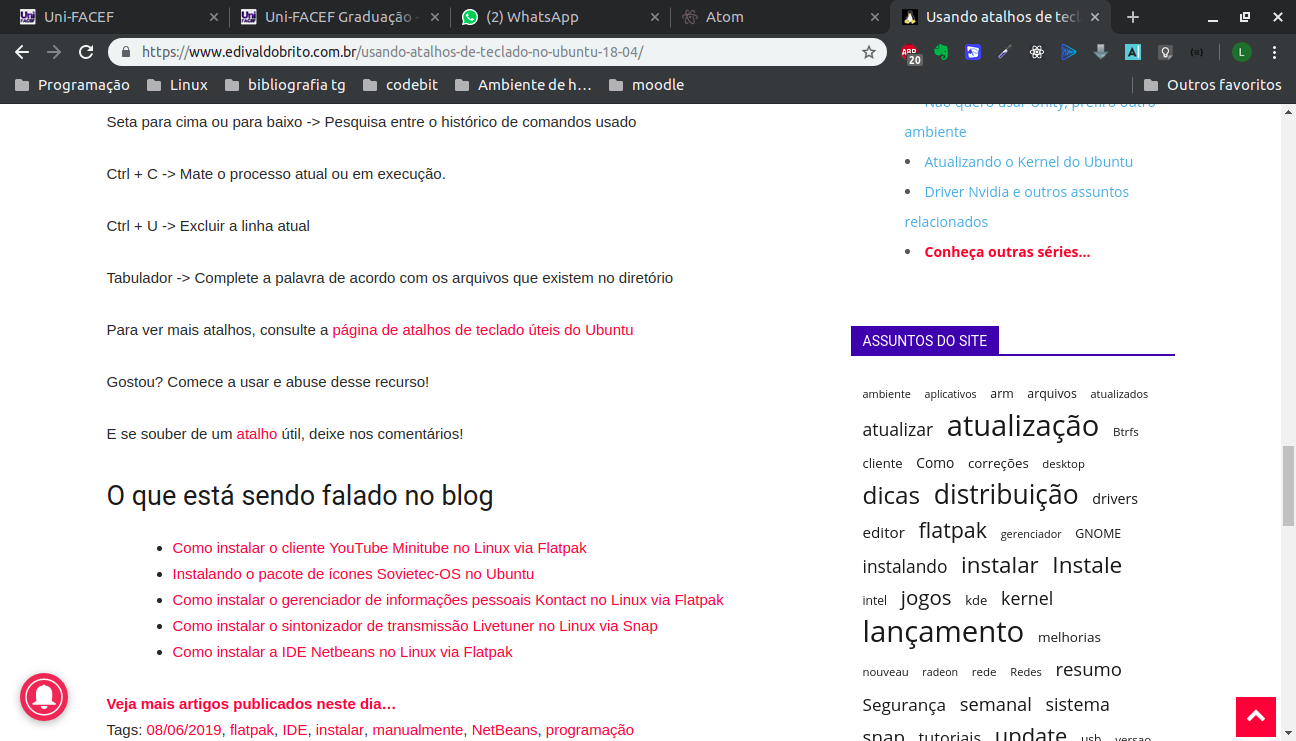 Uni-FACEF
Uni-FACEF Graduação
(2) WhatsApp
Atom
Usando atalhos de tecl
https://www.edivaldobrito.com.br/usando-atalhos-de-teclado-no-ubuntu-18-04/
ABP
20
A
L
Programação
Linux
bibliografia tg
codebit
Ambiente de h…
moodle
Outros favoritos
Seta para cima ou para baixo -> Pesquisa entre o histórico de comandos usado
Ctrl + C -> Mate o processo atual ou em execução.
Ctrl + U -> Excluir a linha atual
Tabulador -> Complete a palavra de acordo com os arquivos que existem no diretório
Para ver mais atalhos, consulte a página de atalhos de teclado úteis do Ubuntu
Gostou? Comece a usar e abuse desse recurso!
E se souber de um atalho útil, deixe nos comentários!
O que está sendo falado no blog
Como instalar o cliente YouTube Minitube no Linux via Flatpak
Instalando o pacote de ícones Sovietec-OS no Ubuntu
Como instalar o gerenciador de informações pessoais Kontact no Linux via Flatpak
Como instalar o sintonizador de transmissão Livetuner no Linux via Snap
Como instalar a IDE Netbeans no Linux via Flatpak
Veja mais artigos publicados neste dia…
Tags: 08/06/2019, flatpak, IDE, instalar, manualmente, NetBeans, programação
Não quero usar Unity, prefiro outro
ambiente
Atualizando o Kernel do Ubuntu
Driver Nvidia e outros assuntos
relacionados
Conheça outras séries...
ASSUNTOS DO SITE
ambiente aplicativos arm arquivos atualizados
atualizar atualização Btrfs
cliente Como correções desktop
dicas distribuição drivers
editor flatpak gerenciador GNOME
instalando instalar Instale
intel jogos kde kernel
lançamento melhorias
nouveau radeon rede Redes resumo
Segurança semanal sistema
snap tutoriais update usb versao